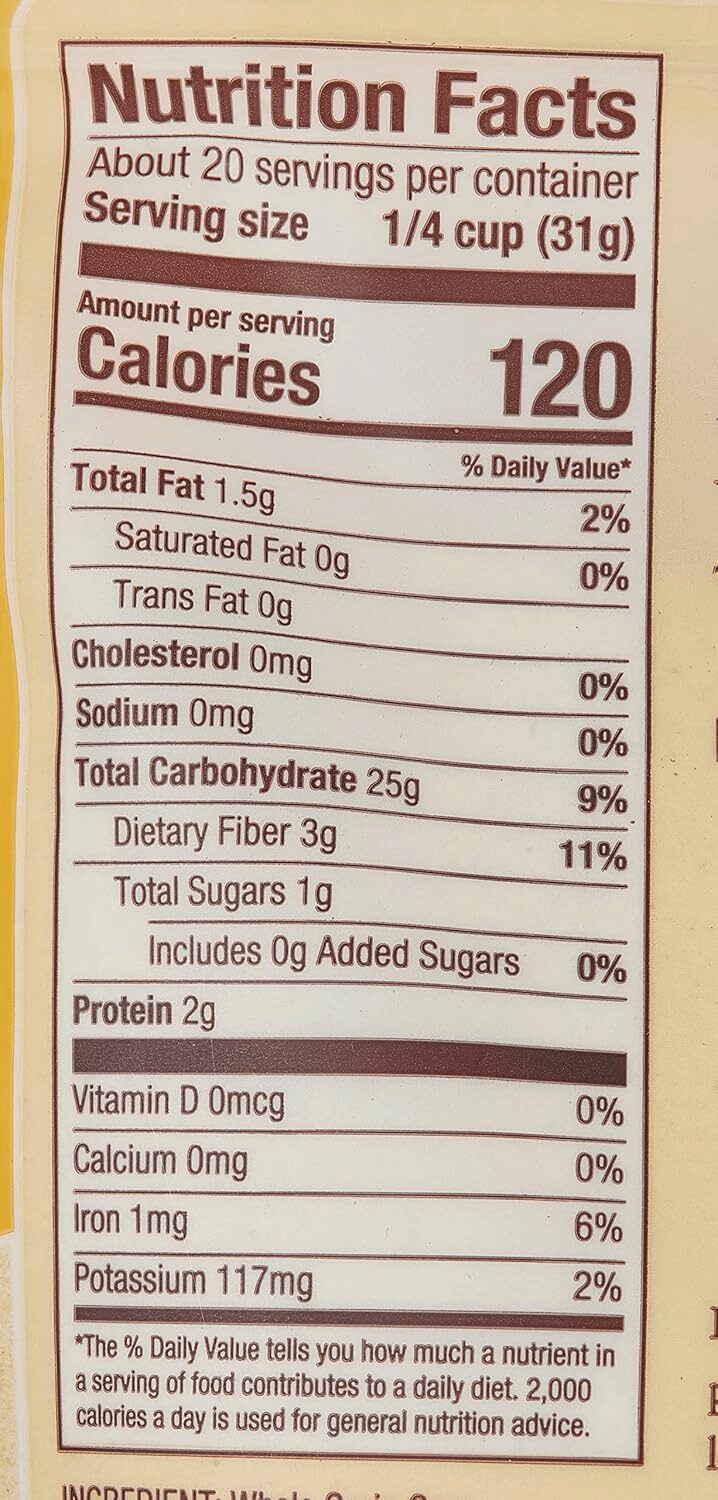 Nutrition Facts
About 20 servings per container
Serving size 1/4 cup (31g)
Amount per serving
Calories 120
% Daily Value*
Total Fat 1.5g 2%
Saturated Fat 0g 0%
Trans Fat 0g
Cholesterol 0mg 0%
Sodium 0mg 0%
Total Carbohydrate 25g 9%
Dietary Fiber 3g 11%
Total Sugars 1g
Includes 0g Added Sugars 0%
Protein 2g
Vitamin D 0mcg 0%
Calcium 0mg 0%
Iron 1mg 6%
Potassium 117mg 2%
*The % Daily Value tells you how much a nutrient in
a serving of food contributes to a daily diet. 2,000
calories a day is used for general nutrition advice.
INGREDIENT: